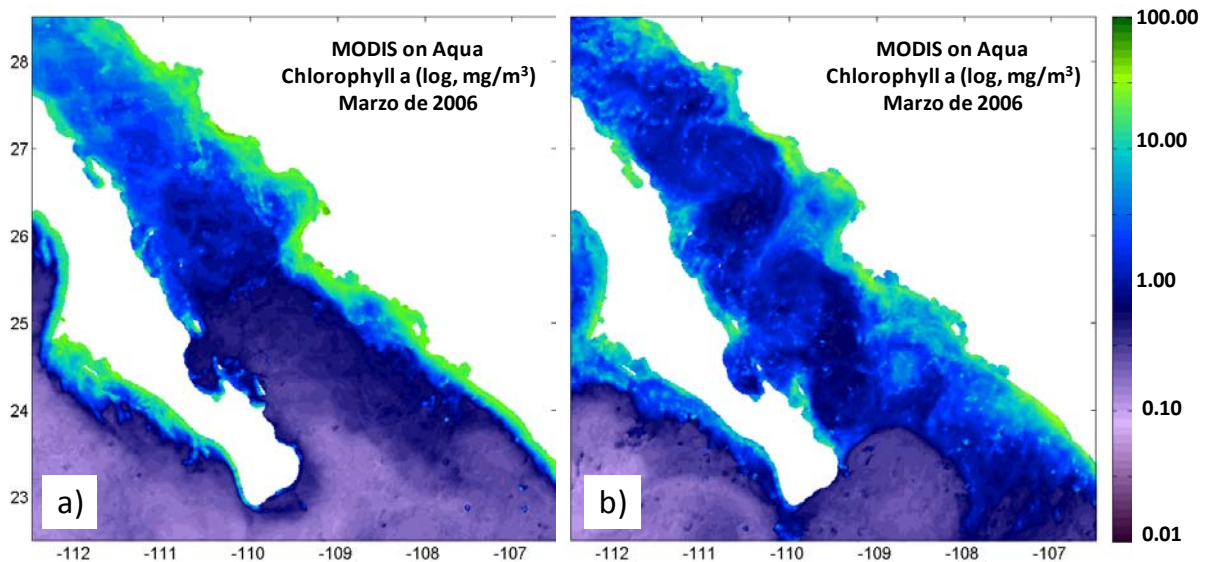 MODIS on Aqua
Chlorophyll a (log, mg/m³)
Marzo de 2006
28
27
26
25
24
23
a)
-112
-111
-110
-109
-108
-107
MODIS on Aqua
Chlorophyll a (log, mg/m³)
Marzo de 2006
b)
-112
-111
-110
-109
-108
-107
100.00
10.00
1.00
0.10
0.01